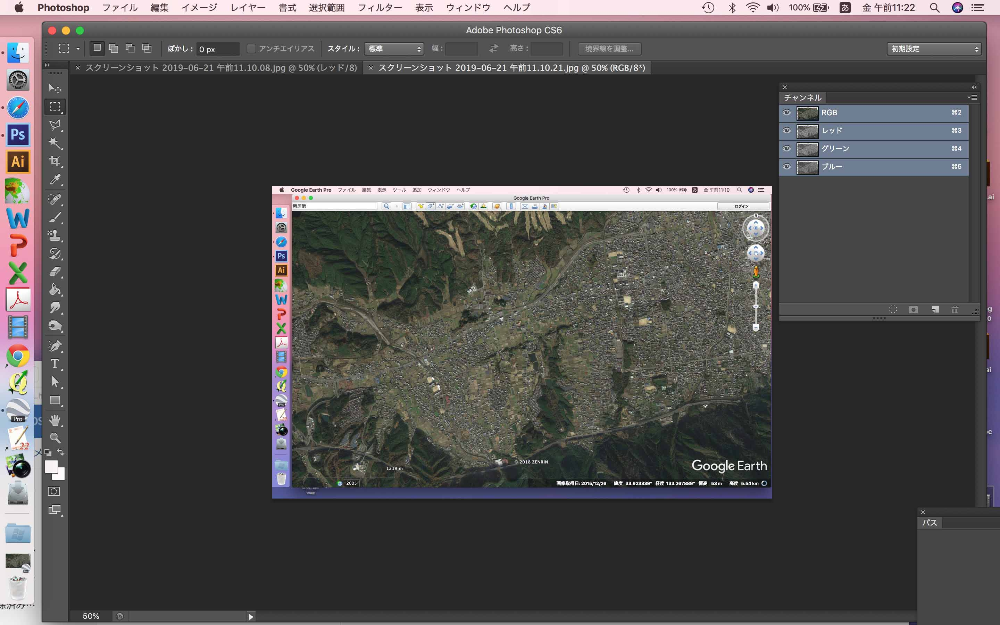 Photoshop ファイル 編集 イメージ レイヤー 書式 選択範囲 フィルター 表示 ウィンドウ ヘルプ 100% あ 金 午前11:22
Adobe Photoshop CS6
ぼかし : 0 px アンチエイリアス スタイル : 標準 幅 : 高さ : 境界線を調整... 初期設定
スクリーンショット 2019-06-21 午前11.10.08.jpg @ 50% (レッド/8) スクリーンショット 2019-06-21 午前11.10.21.jpg @ 50% (RGB/8*)
チャンネル
RGB ⌘2
レッド ⌘3
グリーン ⌘4
ブルー ⌘5
Ps
Ai
Pro
22
Google Earth Pro ファイル 編集 表示 ツール 追加 ウィンドウ ヘルプ 100% あ 金 午前11:10
Google Earth Pro
新居浜 ログイン
N
Ps
Ai
Pro
© 2018 ZENRIN
1219 m
Google Earth
2005 画像取得日: 2015/12/26 緯度 33.923339° 経度 133.267889° 標高 53 m 高度 5.54 km
19項目
.ai
ai
パス
50%